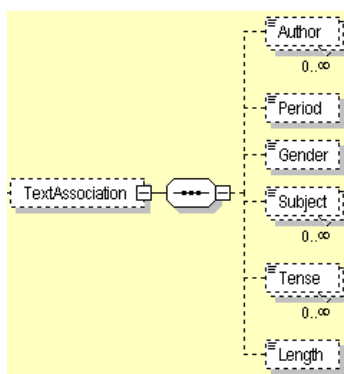 Author
0..∞
Period
Gender
TextAssociation
Subject
0..∞
Tense
0..∞
Length